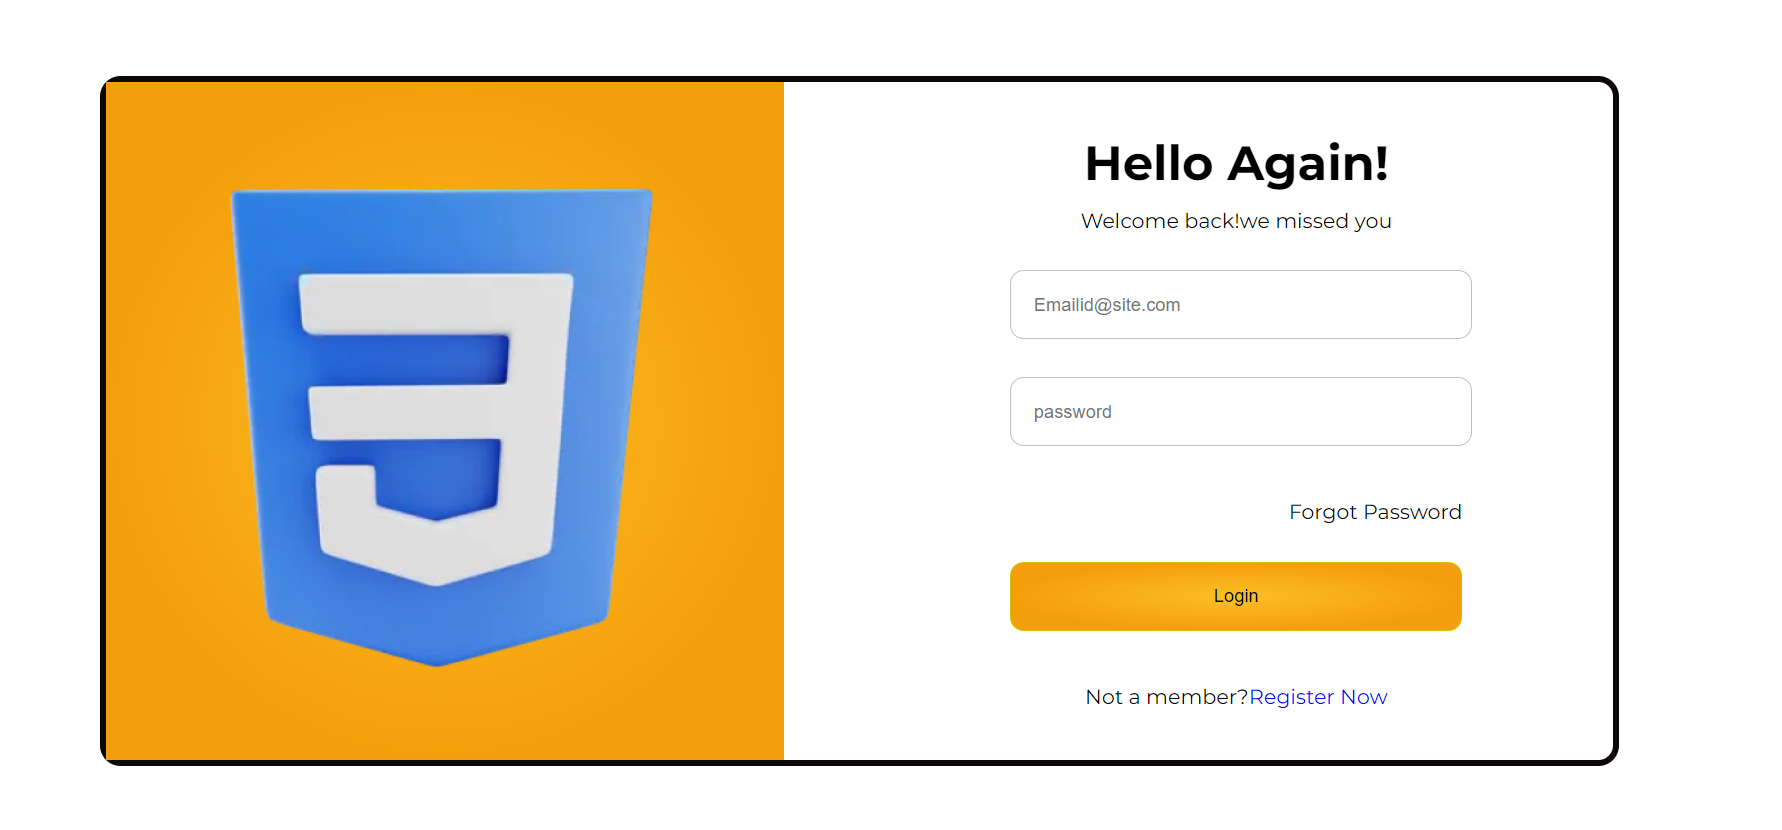 Hello Again!
Welcome back!we missed you
Emailid@site.com
password
Forgot Password
Login
Not a member?Register Now